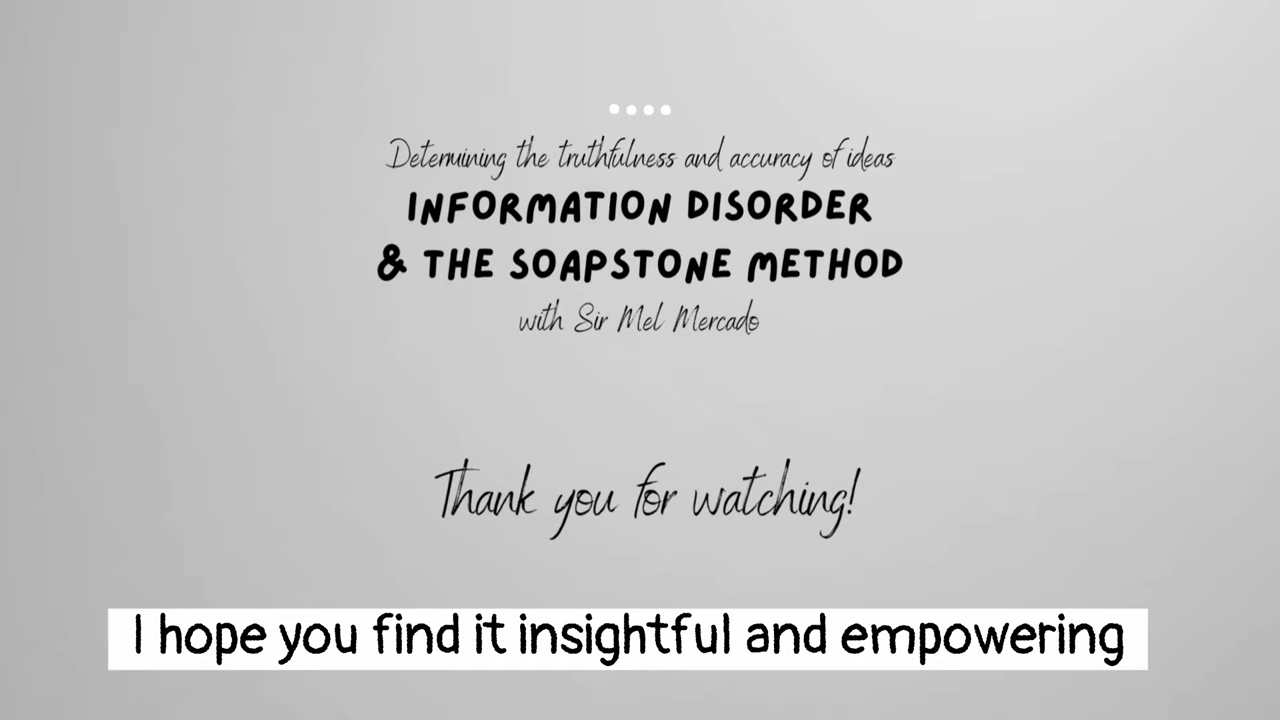 Determining the truthfulness and accuracy of ideas
INFORMATION DISORDER
& THE SOAPSTONE METHOD
with Sir Mel Mercado
Thank you for watching!
I hope you find it insightful and empowering